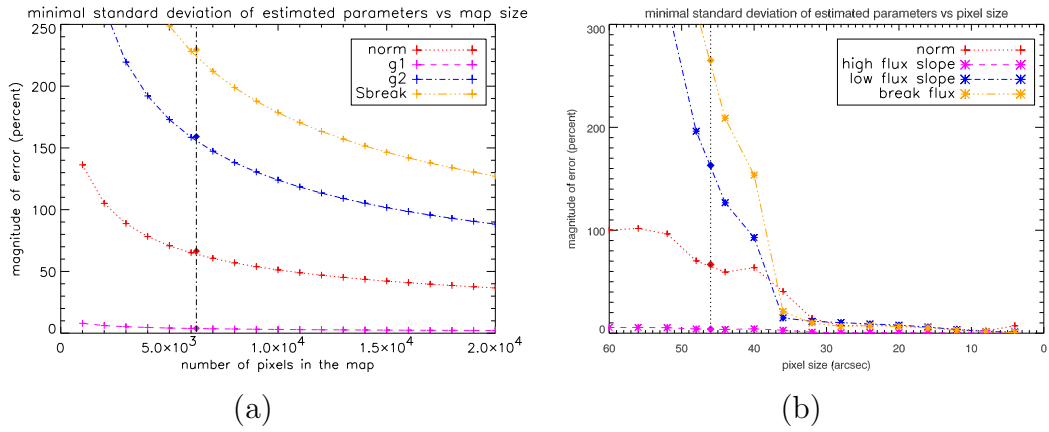 minimal standard deviation of estimated parameters vs map size
250
200
150
100
50
0
magnitude of error (percent)
norm
g1
g2
Sbreak
0
5.0×10³
1.0×10⁴
1.5×10⁴
2.0×10⁴
number of pixels in the map
(a)
minimal standard deviation of estimated parameters vs pixel size
300
200
100
0
magnitude of error (percent)
norm
high flux slope
low flux slope
break flux
60
50
40
30
20
10
0
pixel size (arcsec)
(b)